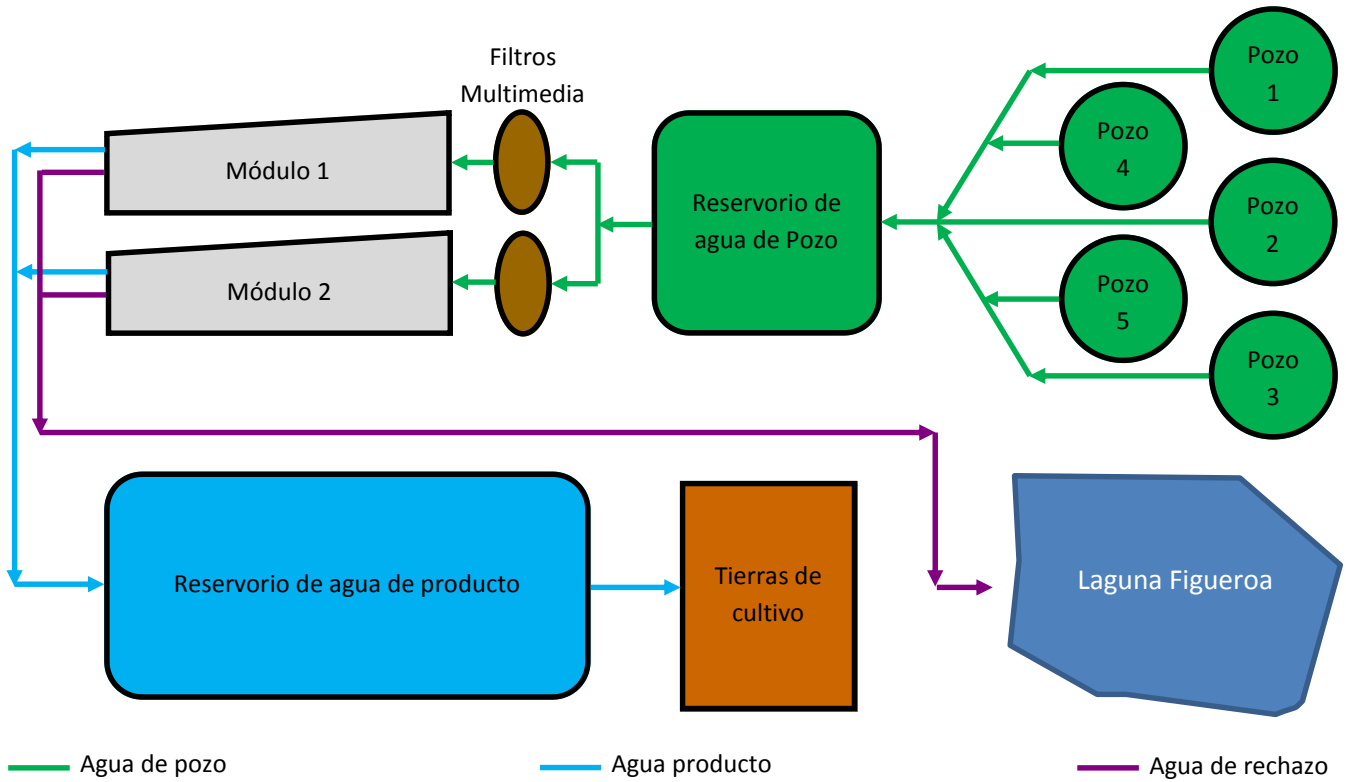 Filtros
Multimedia
Pozo
1
Pozo
4
Módulo 1
Reservorio de
agua de Pozo
Pozo
2
Módulo 2
Pozo
5
Pozo
3
Reservorio de agua de producto
Tierras de
cultivo
Laguna Figueroa
Agua de pozo
Agua producto
Agua de rechazo